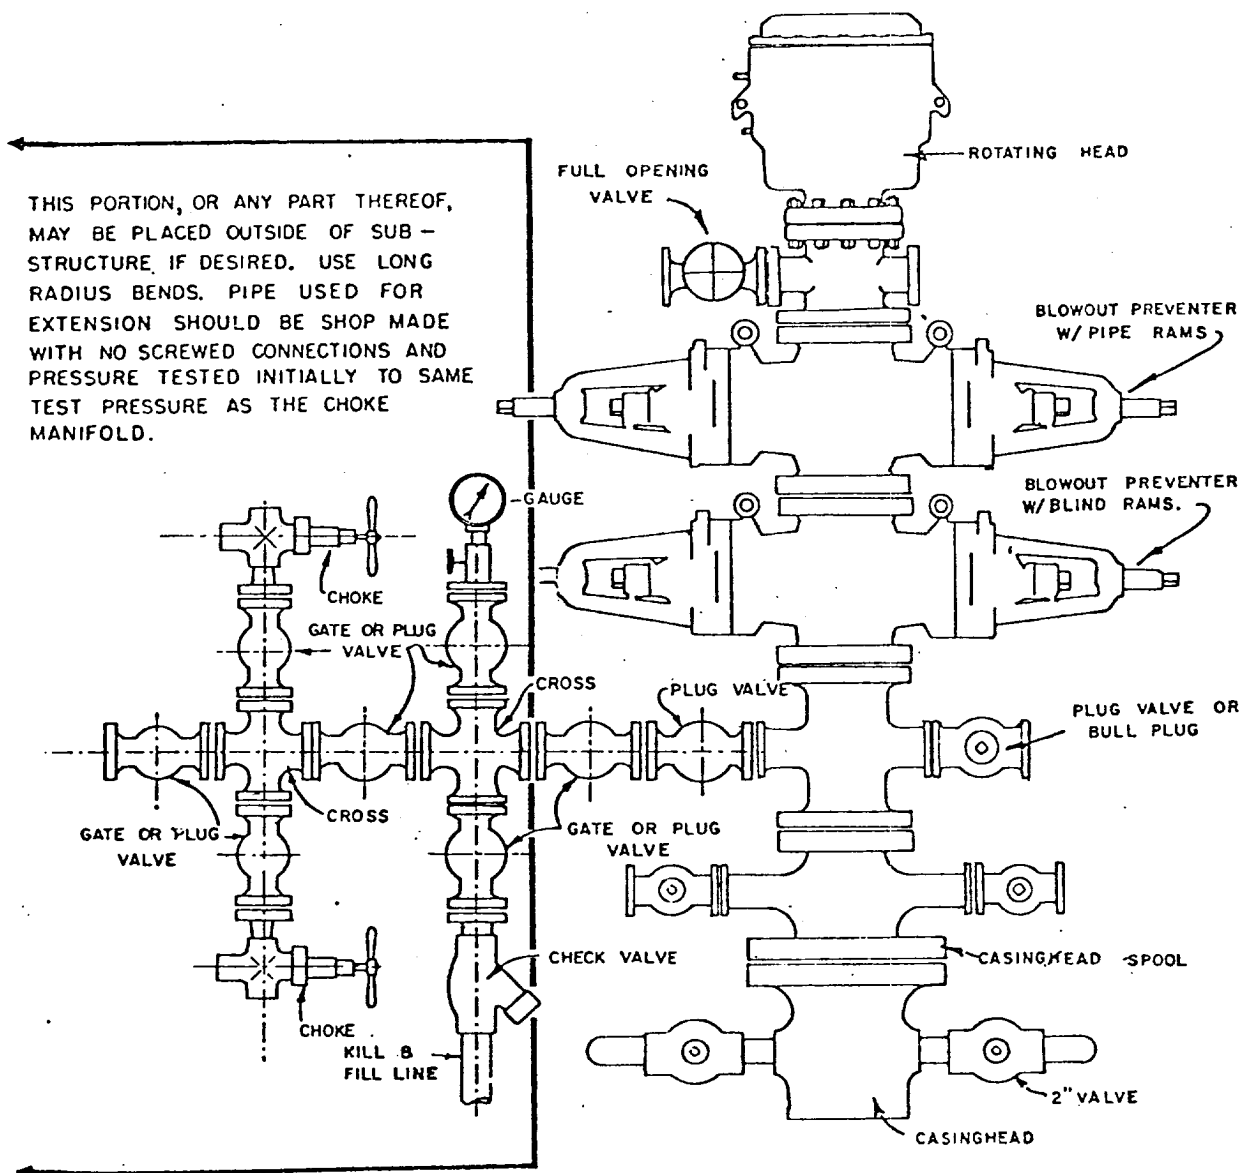 ROTATING HEAD
FULL OPENING
VALVE
THIS PORTION, OR ANY PART THEREOF,
MAY BE PLACED OUTSIDE OF SUB-
STRUCTURE IF DESIRED. USE LONG
RADIUS BENDS. PIPE USED FOR
EXTENSION SHOULD BE SHOP MADE
WITH NO SCREWED CONNECTIONS AND
PRESSURE TESTED INITIALLY TO SAME
TEST PRESSURE AS THE CHOKE
MANIFOLD.
BLOWOUT PREVENTER
W/ PIPE RAMS
GAUGE
BLOWOUT PREVENTER
W/BLIND RAMS.
CHOKE
GATE OR PLUG
VALVE
CROSS
PLUG VALVE
PLUG VALVE OR
BULL PLUG
CROSS
GATE OR PLUG
VALVE
GATE OR PLUG
VALVE
CHECK VALVE
CASINGHEAD SPOOL
CHOKE
KILL &
FILL LINE
2" VALVE
CASINGHEAD